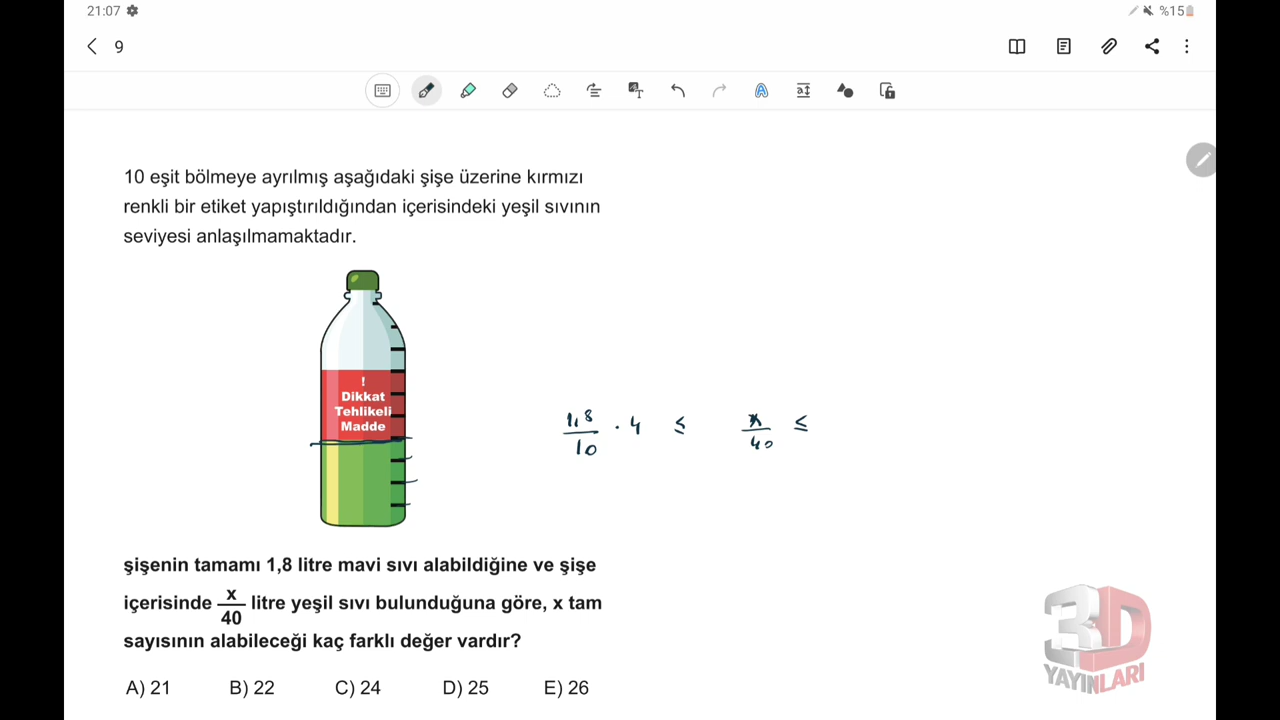 21:07
%15
9
10 eşit bölmeye ayrılmış aşağıdaki şişe üzerine kırmızı
renkli bir etiket yapıştırıldığından içerisindeki yeşil sıvının
seviyesi anlaşılmamaktadır.
!
Dikkat
Tehlikeli
Madde
1,8/10 · 4 ≤ x/40 ≤
şişenin tamamı 1,8 litre mavi sıvı alabildiğine ve şişe
içerisinde x/40 litre yeşil sıvı bulunduğuna göre, x tam
sayısının alabileceği kaç farklı değer vardır?
A) 21 B) 22 C) 24 D) 25 E) 26
3D
YAYINLARI